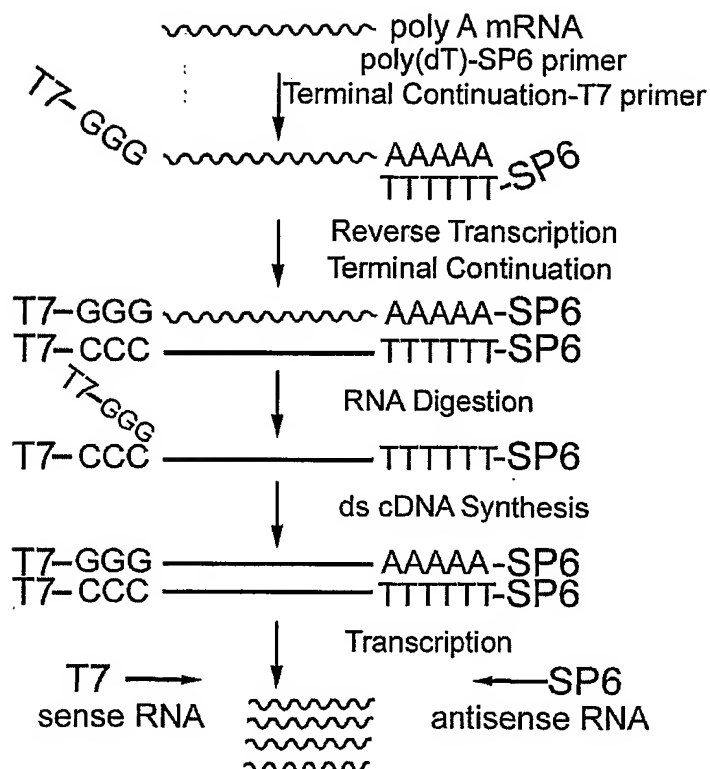 poly A mRNA
poly(dT)-SP6 primer
Terminal Continuation-T7 primer
T7-GGG
AAAAA
TTTTTT-SP6
Reverse Transcription
Terminal Continuation
T7-GGG AAAAA-SP6
T7-CCC TTTTTT-SP6
T7-GGG
RNA Digestion
T7-CCC TTTTTT-SP6
ds cDNA Synthesis
T7-GGG AAAAA-SP6
T7-CCC TTTTTT-SP6
Transcription
T7 SP6
sense RNA antisense RNA